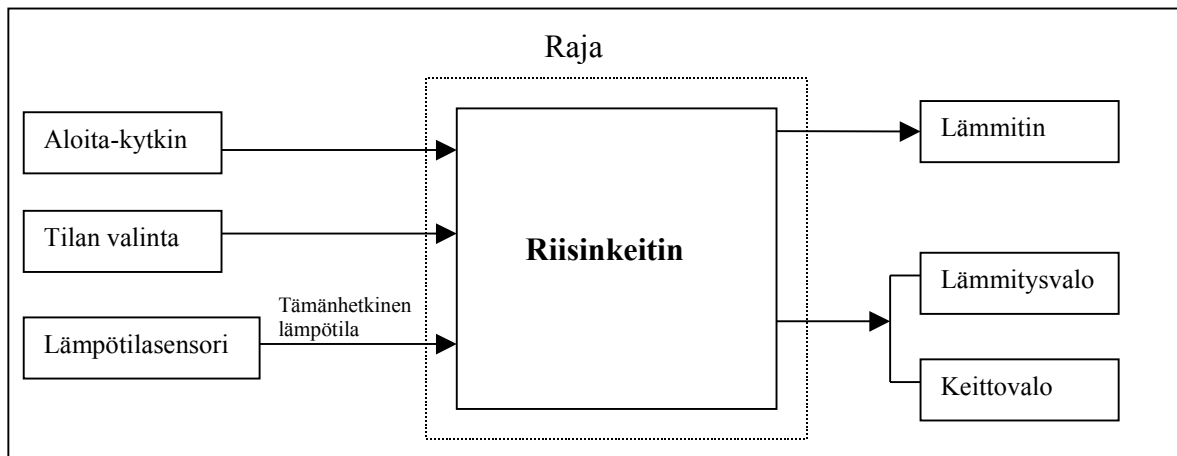 Raja
Aloita-kytkin
Tilan valinta
Lämpötilasensori
Tämänhetkinen
lämpötila
Riisinkeitin
Lämmitin
Lämmitysvalo
Keittovalo